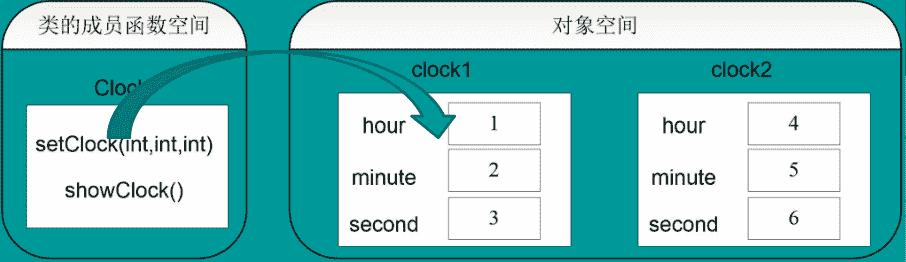 类的成员函数空间
对象空间
Clock
setClock(int,int,int)
showClock()
clock1
hour 1
minute 2
second 3
clock2
hour 4
minute 5
second 6